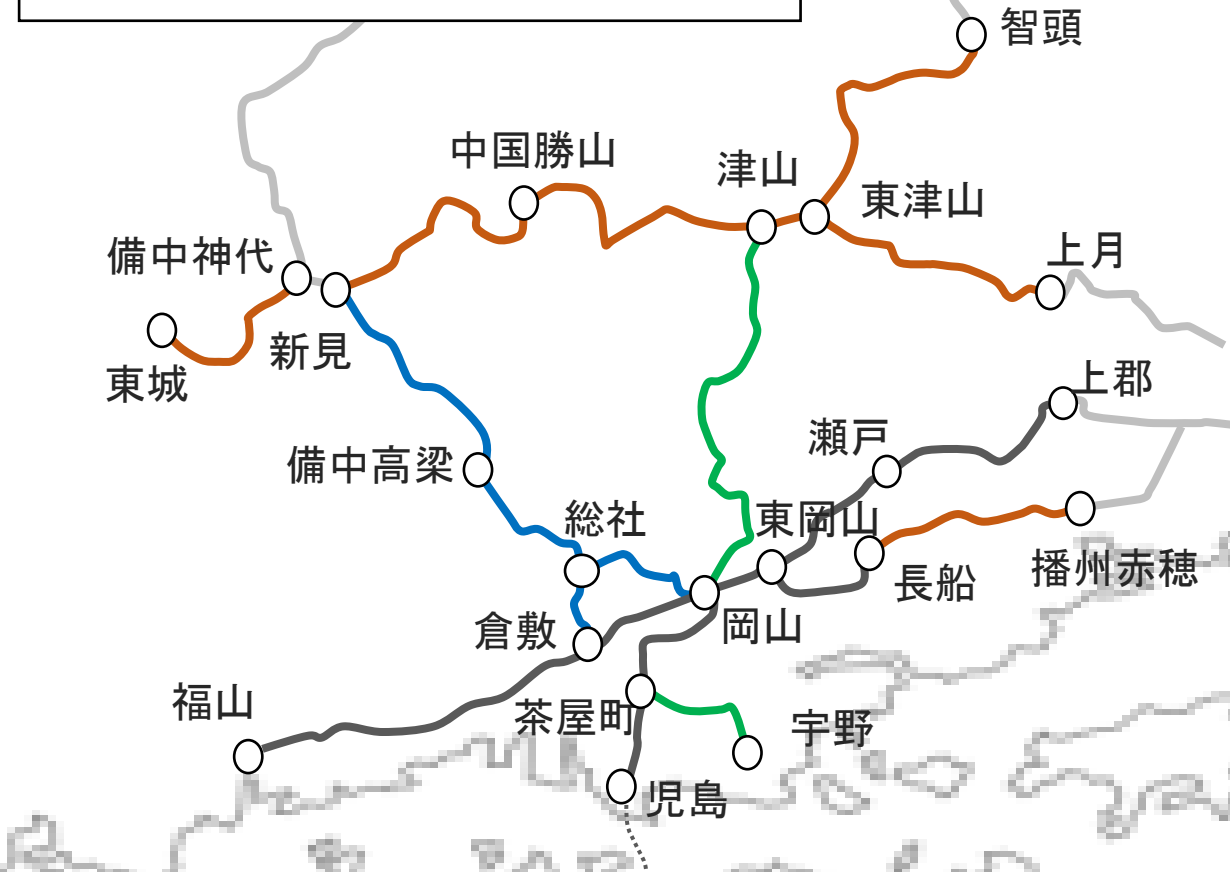 智頭
中国勝山
津山
東津山
備中神代
上月
新見
東城
上郡
瀬戸
備中高梁
総社
東岡山
長船
播州赤穂
倉敷
岡山
福山
茶屋町
宇野
児島